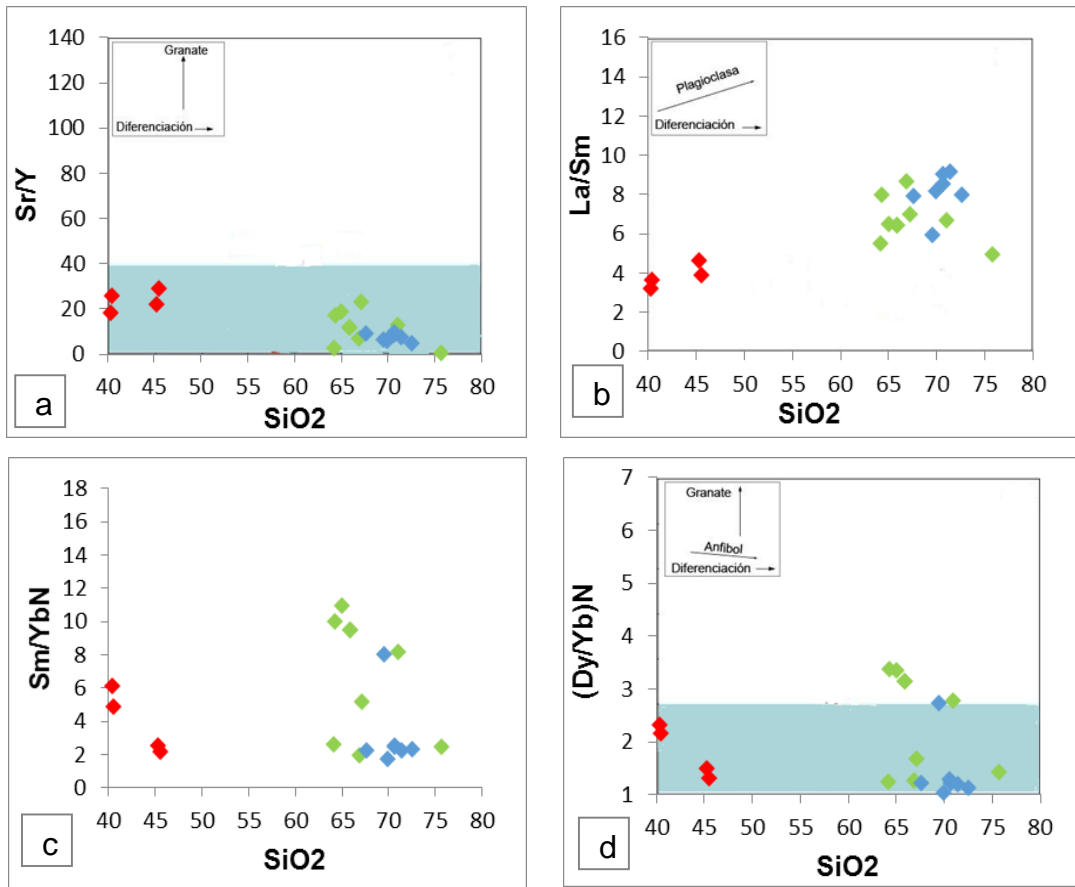 140
120
100
80
60
40
20
0
Sr/Y
Granate
Diferenciación
40 45 50 55 60 65 70 75 80
SiO2
a
16
14
12
10
8
6
4
2
0
La/Sm
Plagioclasa
Diferenciación
40 45 50 55 60 65 70 75 80
SiO2
b
18
16
14
12
10
8
6
4
2
0
Sm/YbN
40 45 50 55 60 65 70 75 80
SiO2
c
7
6
5
4
3
2
1
(Dy/Yb)N
Granate
Anfibol
Diferenciación
40 45 50 55 60 65 70 75 80
SiO2
d